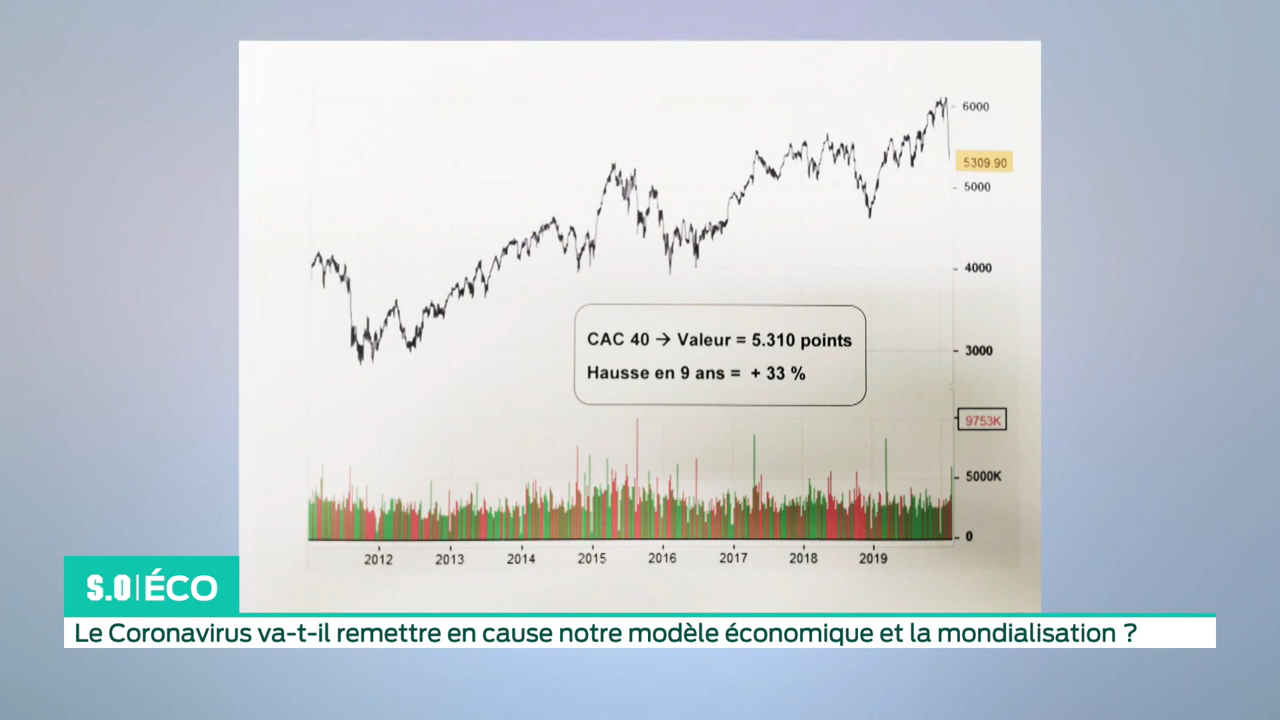 6000
5309.90
5000
4000
CAC 40 → Valeur = 5.310 points
Hausse en 9 ans = + 33 %
3000
9753K
5000K
0
2012 2013 2014 2015 2016 2017 2018 2019
S.O|ÉCO
Le Coronavirus va-t-il remettre en cause notre modèle économique et la mondialisation ?